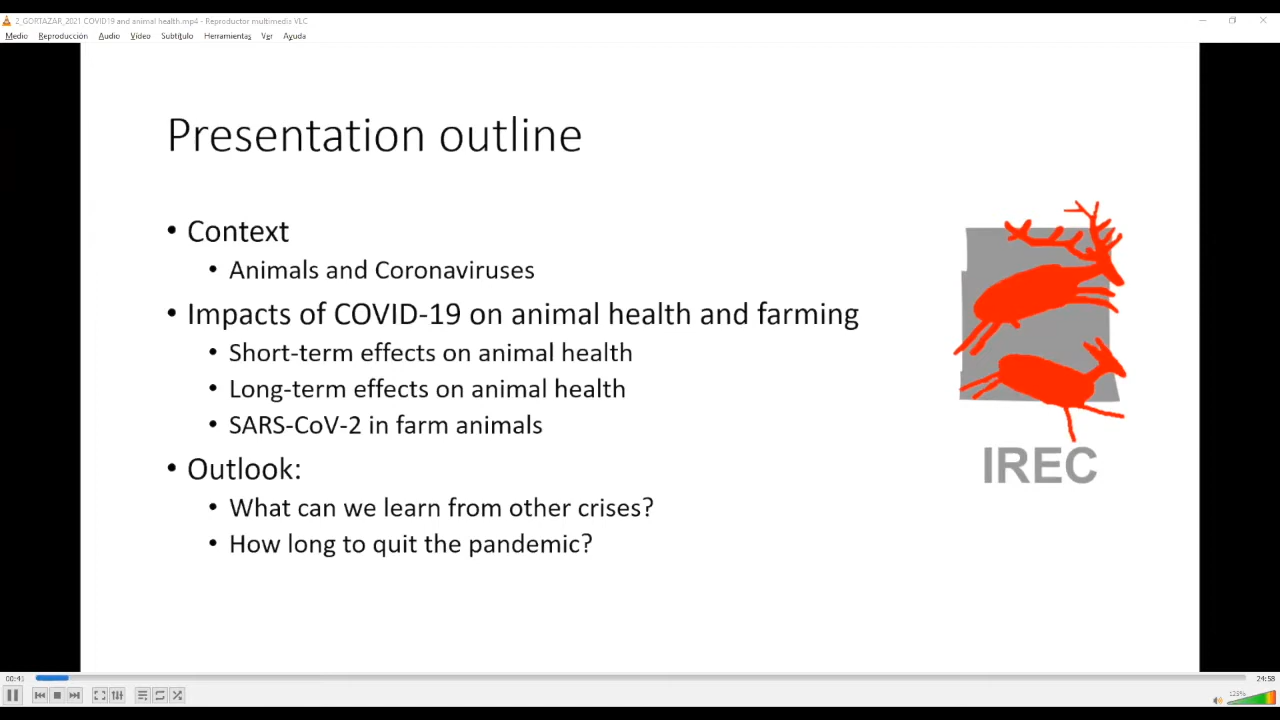 2_GORTAZAR_2021 COVID19 and animal health.mp4 - Reproductor multimedia VLC
Medio Reproducción Audio Vídeo Subtítulo Herramientas Ver Ayuda
Presentation outline
• Context
• Animals and Coronaviruses
• Impacts of COVID-19 on animal health and farming
• Short-term effects on animal health
• Long-term effects on animal health
• SARS-CoV-2 in farm animals
IREC
• Outlook:
• What can we learn from other crises?
• How long to quit the pandemic?
00:41 24:58
125%